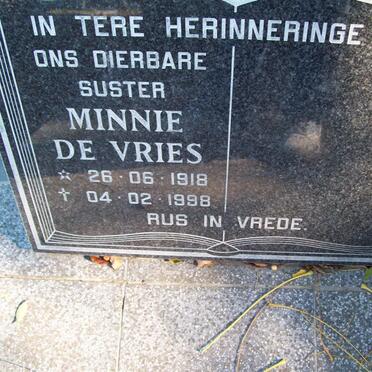 IN TERE HERINNERINGE
ONS DIERBARE
SUSTER
MINNIE
DE VRIES
☆ 26·06·1918
✝ 04·02·1998
RUS IN VREDE.